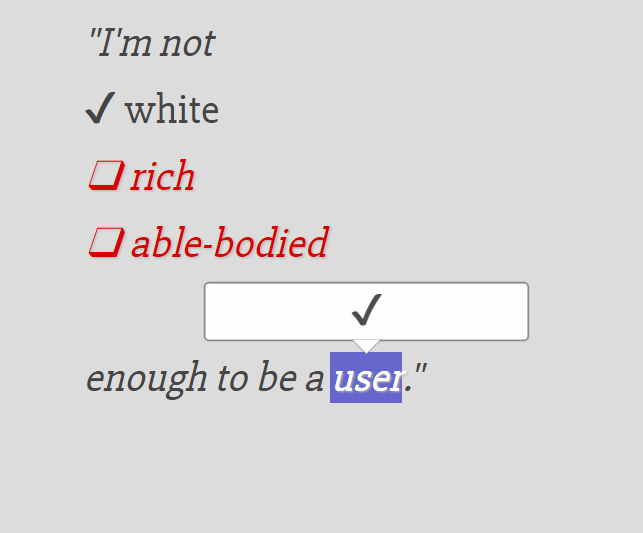 "I'm not
✓ white
❏ rich
❏ able-bodied
✓
enough to be a user."